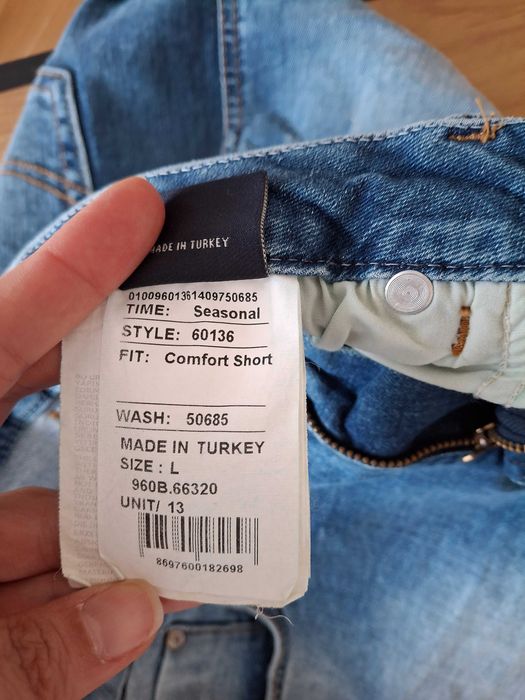 MADE IN TURKEY
01009601361409750685
TIME: Seasonal
STYLE: 60136
FIT: Comfort Short
WASH: 50685
MADE IN TURKEY
SIZE : L
960B.66320
UNIT/ 13
8697600182698